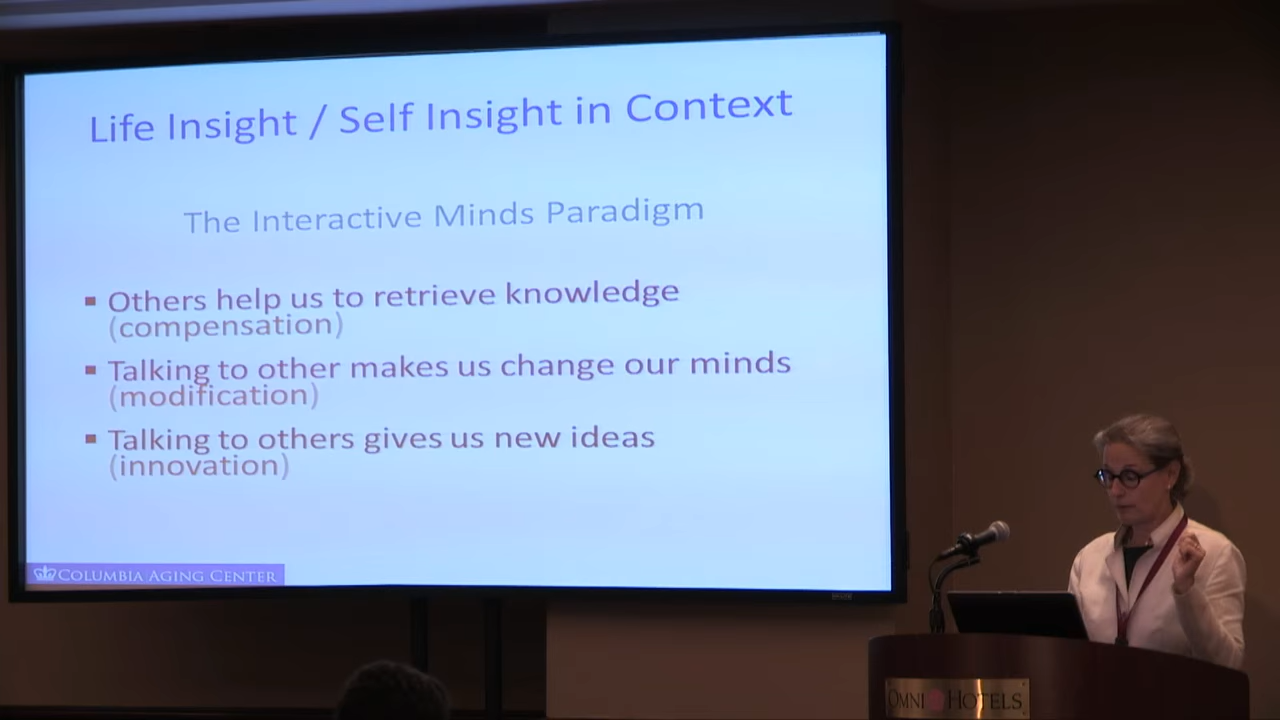 Life Insight / Self Insight in Context
The Interactive Minds Paradigm
▪ Others help us to retrieve knowledge
(compensation)
▪ Talking to other makes us change our minds
(modification)
▪ Talking to others gives us new ideas
(innovation)
COLUMBIA AGING CENTER
OMNI HOTELS